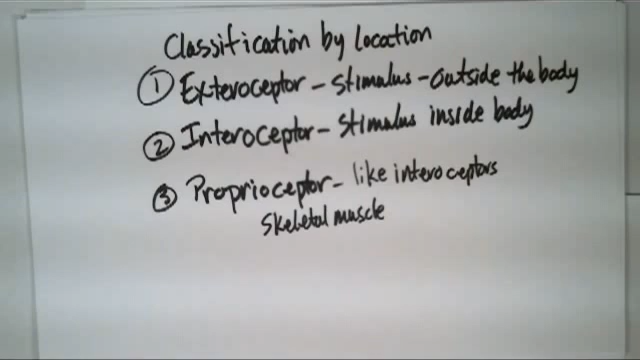 Classification by location
① Exteroceptor - Stimulus - outside the body
② Interoceptor - Stimulus inside body
③ Proprioceptor - like interoceptors
Skeletal muscle